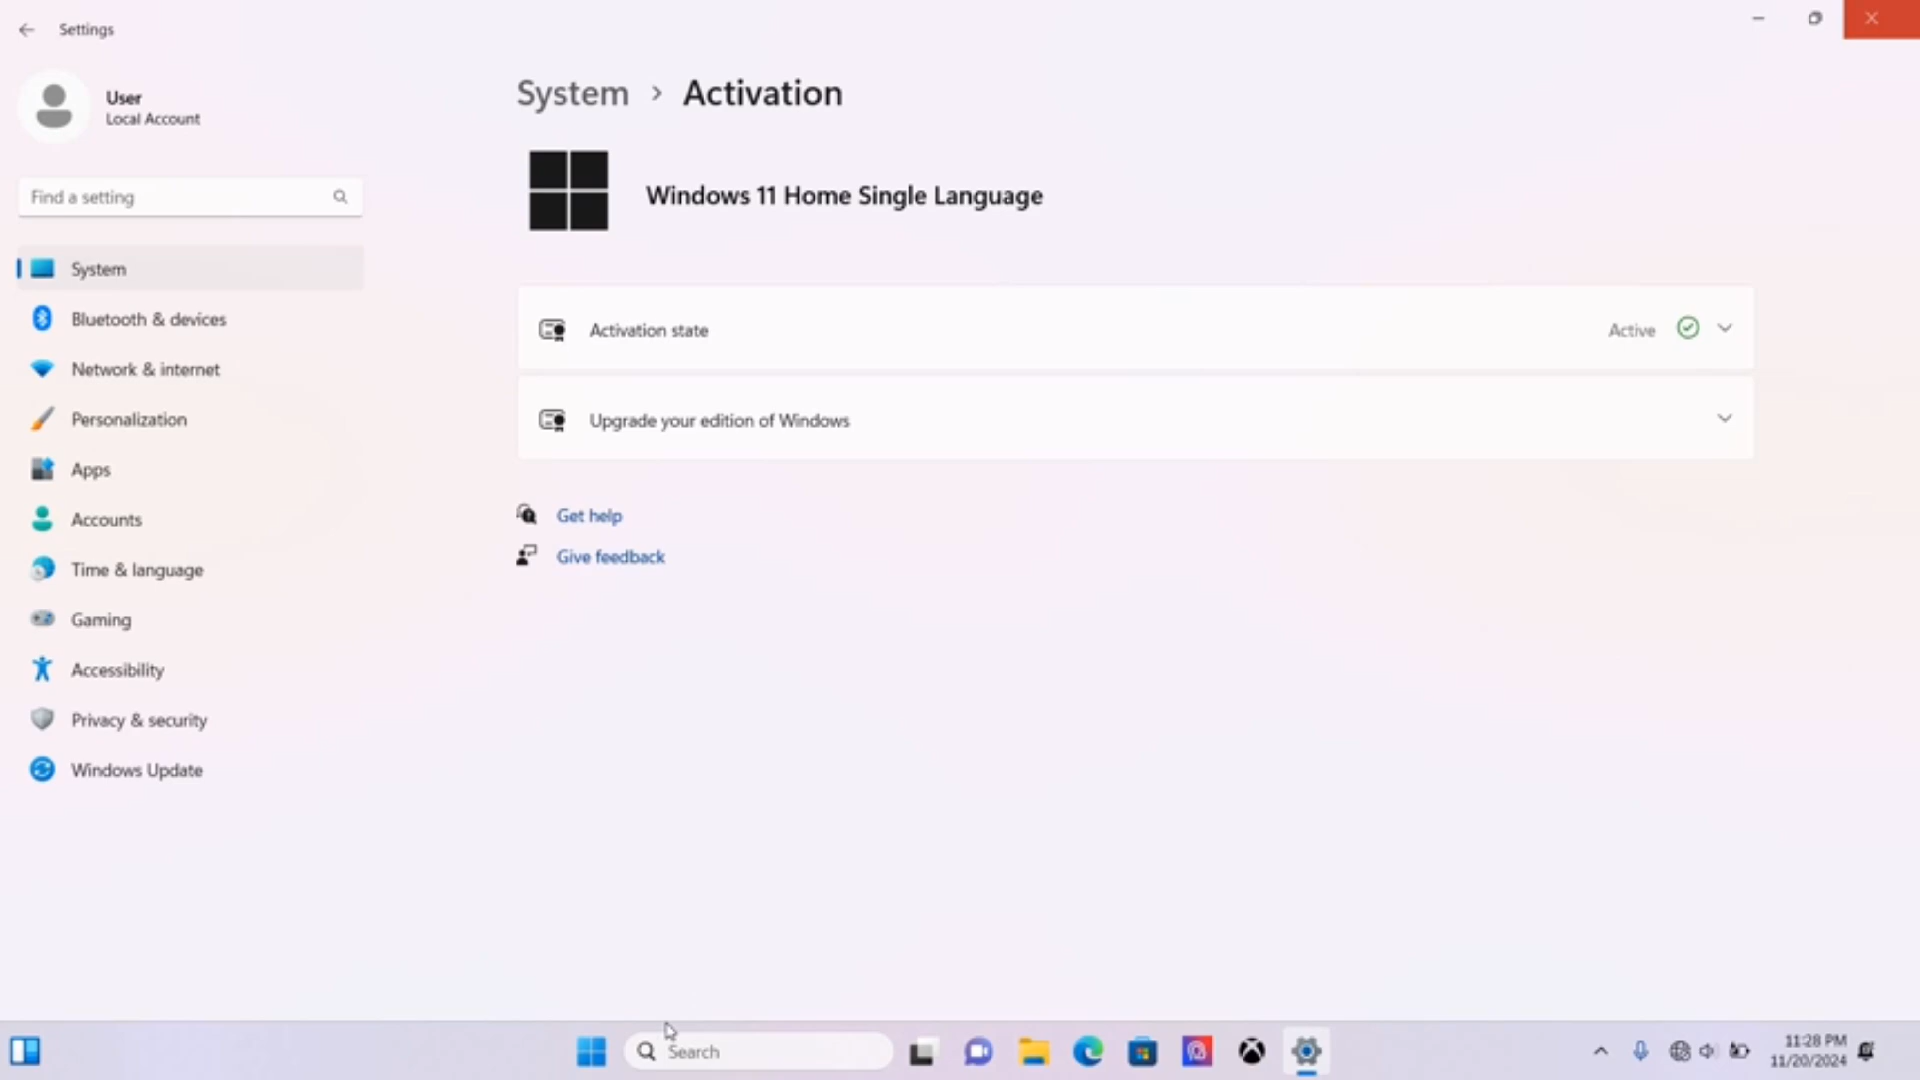 Settings
User
Local Account
Find a setting
System
Bluetooth & devices
Network & internet
Personalization
Apps
Accounts
Time & language
Gaming
Accessibility
Privacy & security
Windows Update
System > Activation
Windows 11 Home Single Language
Activation state Active
Upgrade your edition of Windows
Get help
Give feedback
Search
11:28 PM
11/20/2024